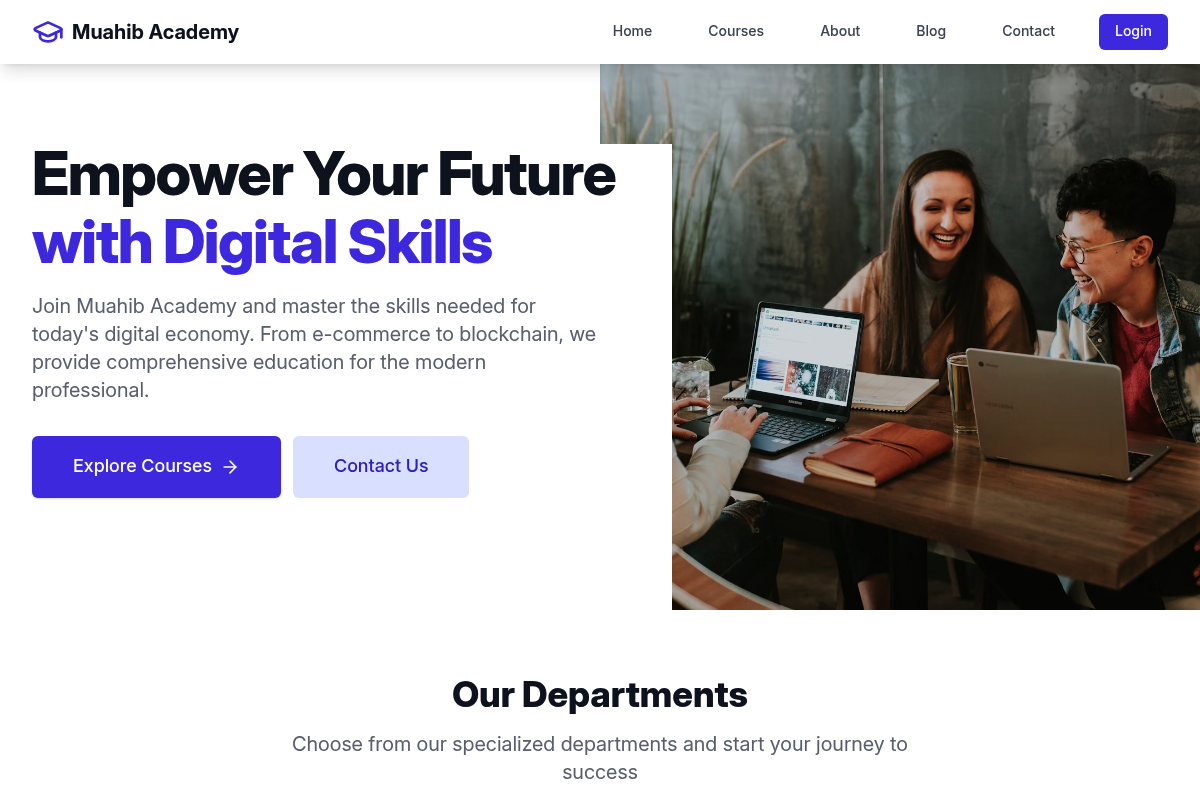 Muahib Academy
Home
Courses
About
Blog
Contact
Login
Empower Your Future
with Digital Skills
Join Muahib Academy and master the skills needed for
today's digital economy. From e-commerce to blockchain, we
provide comprehensive education for the modern
professional.
Explore Courses
Contact Us
Our Departments
Choose from our specialized departments and start your journey to
success